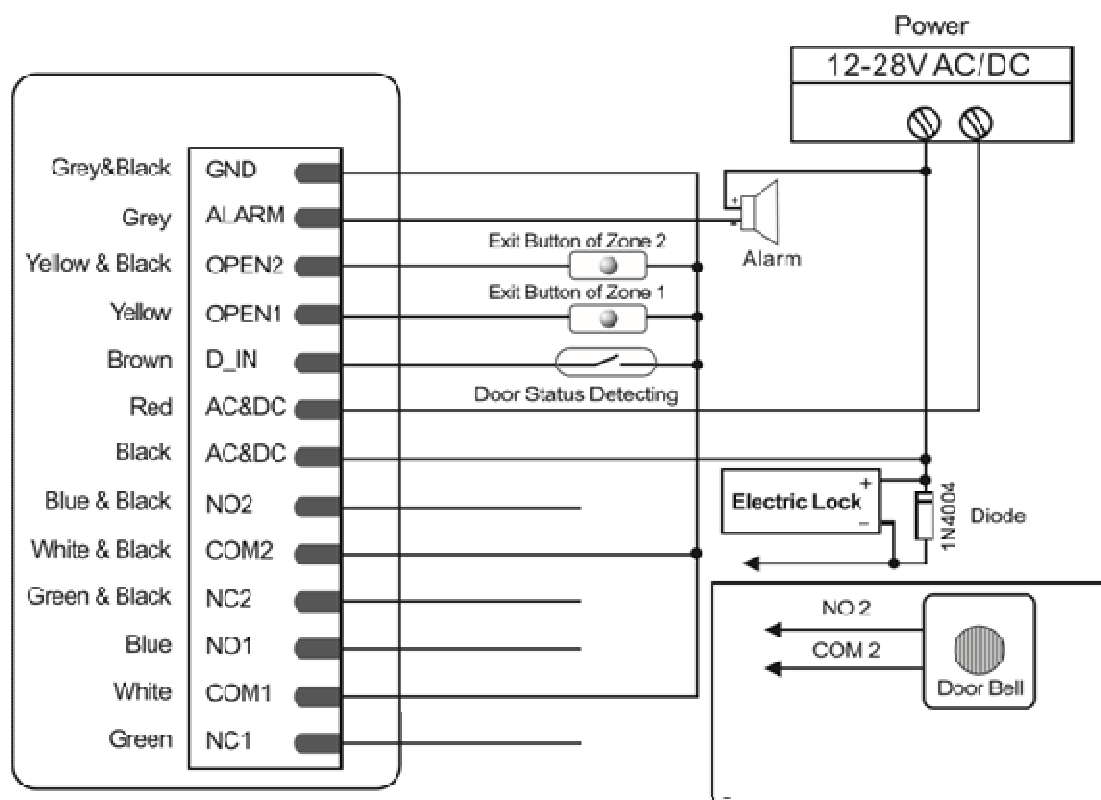 Power
12-28V AC/DC
Grey&Black GND
Grey ALARM
+
-
Alarm
Exit Button of Zone 2
Yellow & Black OPEN2
Exit Button of Zone 1
Yellow OPEN1
Brown D_IN
Door Status Detecting
Red AC&DC
Black AC&DC
Blue & Black NO2
Electric Lock
+
-
1N4004
Diode
White & Black COM2
Green & Black NC2
Blue NO1
White COM1
Green NC1
NO 2
COM 2
Door Bell